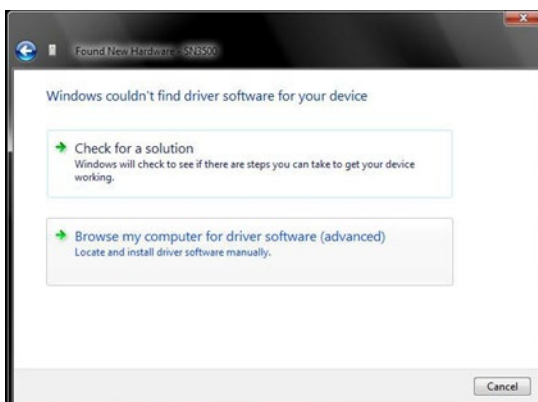 Found New Hardware - SN3500
Windows couldn't find driver software for your device
Check for a solution
Windows will check to see if there are steps you can take to get your device
working.
Browse my computer for driver software (advanced)
Locate and install driver software manually.
Cancel